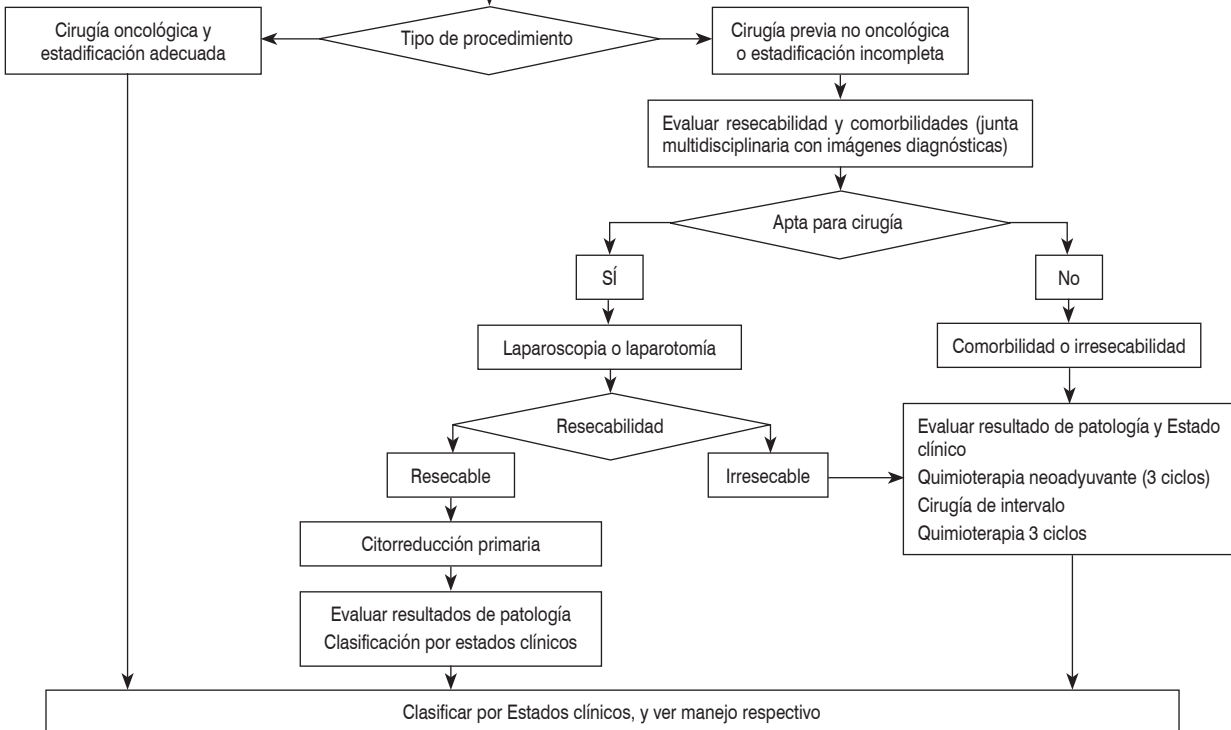 Cirugía oncológica y
estadificación adecuada
Tipo de procedimiento
Cirugía previa no oncológica
o estadificación incompleta
Evaluar resecabilidad y comorbilidades (junta
multidisciplinaria con imágenes diagnósticas)
Apta para cirugía
SÍ
No
Laparoscopia o laparotomía
Comorbilidad o irresecabilidad
Resecabilidad
Resecable
Irresecable
Evaluar resultado de patología y Estado
clínico
Quimioterapia neoadyuvante (3 ciclos)
Cirugía de intervalo
Quimioterapia 3 ciclos
Citorreducción primaria
Evaluar resultados de patología
Clasificación por estados clínicos
Clasificar por Estados clínicos, y ver manejo respectivo